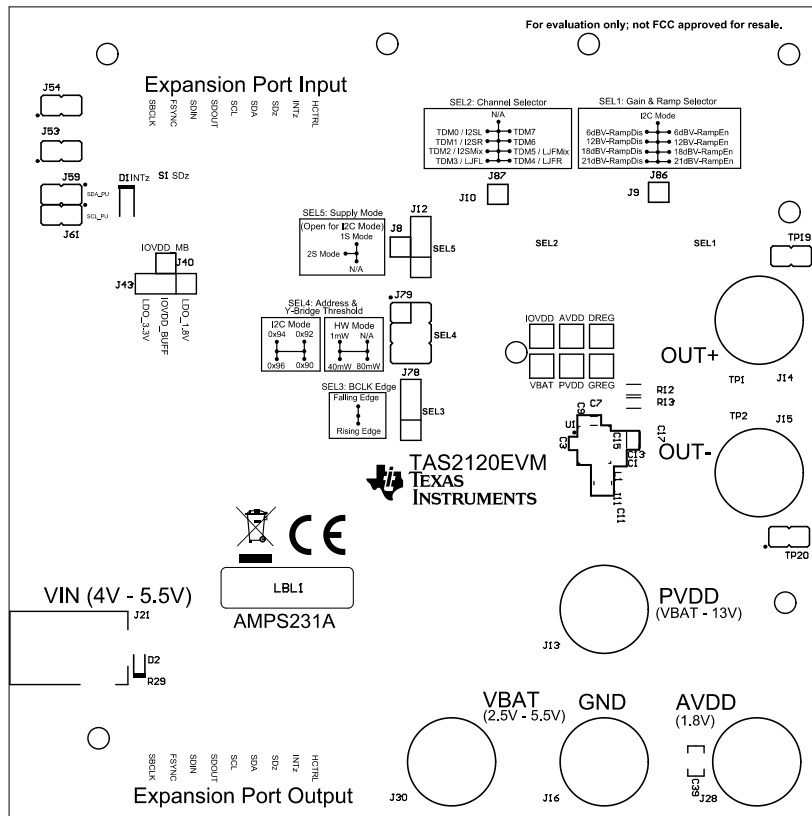 For evaluation only; not FCC approved for resale.
J54
Expansion Port Input
SBCLK
FSYNC
SDIN
SDOUT
SCL
SDA
SDz
INTz
HCTRL
J53
J59
SDA_PU
SCL_PU
J61
D1 INTz
S1 SDz
SEL2: Channel Selector
N/A
TDM0 / I2SL TDM7
TDM1 / I2SR TDM6
TDM2 / I2SMix TDM5 / LJFMix
TDM3 / LJFL TDM4 / LJFR
J87
J10
SEL1: Gain & Ramp Selector
I2C Mode
6dBV-RampDis 6dBV-RampEn
12BV-RampDis 12BV-RampEn
18dBV-RampDis 18dBV-RampEn
21dBV-RampDis 21dBV-RampEn
J86
J9
SEL5: Supply Mode
(Open for I2C Mode)
1S Mode
2S Mode
N/A
J8
J12
SEL5
SEL2
SEL1
TP19
IOVDD_MB
J40
J43
LDO_3.3V
IOVDD_BUFF
LDO_1.8V
SEL4: Address &
Y-Bridge Threshold
I2C Mode
0x94 0x92
0x96 0x90
HW Mode
1mW N/A
40mW 80mW
J79
SEL4
IOVDD AVDD DREG
VBAT PVDD GREG
OUT+
TP1
J14
SEL3: BCLK Edge
Falling Edge
Rising Edge
J78
SEL3
R12
R13
TP2
J15
C7
C9
U1
C3
C15
C17
C13
C1
L1
C11
OUT-
TAS2120EVM
TEXAS
INSTRUMENTS
TP20
CE
LBL1
AMPS231A
VIN (4V - 5.5V)
J21
D2
R29
PVDD
(VBAT - 13V)
J13
VBAT
(2.5V - 5.5V)
GND
AVDD
(1.8V)
SBCLK
FSYNC
SDIN
SDOUT
SCL
SDA
SDz
INTz
HCTRL
Expansion Port Output
J30
J16
C39
J28